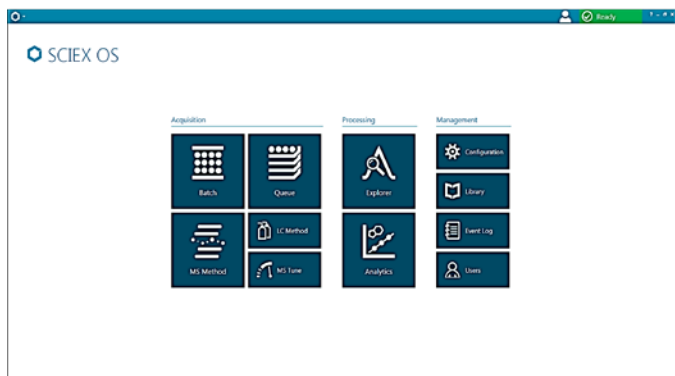 Ready
SCIEX OS
Acquisition
Processing
Management
Batch
Queue
Explorer
Configuration
Library
MS Method
LC Method
MS Tune
Analytics
Event Log
Users